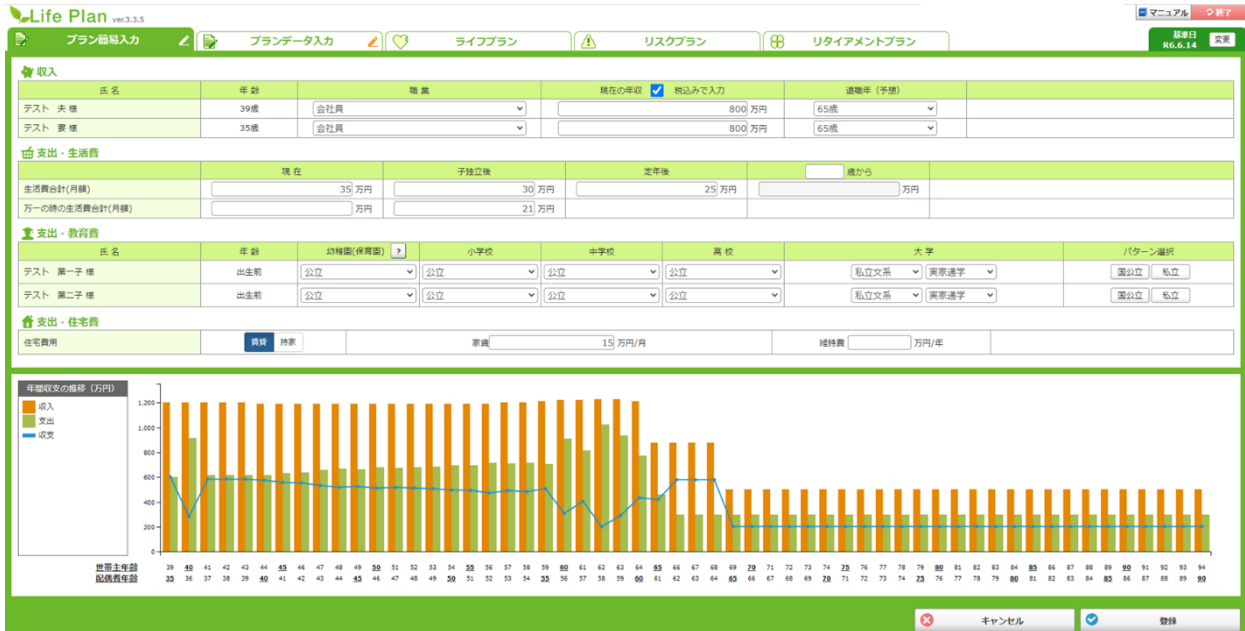 Life Plan ver.3.3.5
マニュアル 終了
プラン簡易入力 プランデータ入力 ライフプラン リスクプラン リタイアメントプラン 基準日 R6.6.14 変更
収入
氏名 年齢 職業 現在の年収 税込みで入力 退職年（予想）
テスト 夫 様 39歳 会社員 800 万円 65歳
テスト 妻 様 35歳 会社員 800 万円 65歳
支出・生活費
現在 子独立後 定年後 歳から
生活費合計(月額) 35 万円 30 万円 25 万円 万円
万一の時の生活費合計(月額) 万円 21 万円
支出・教育費
氏名 年齢 幼稚園(保育園) ? 小学校 中学校 高校 大学 パターン選択
テスト 第一子 様 出生前 公立 公立 公立 公立 私立文系 実家通学 国公立 私立
テスト 第二子 様 出生前 公立 公立 公立 公立 私立文系 実家通学 国公立 私立
支出・住宅費
住宅費用 賃貸 持家 家賃 15 万円/月 維持費 万円/年
年間収支の推移（万円）
収入
支出
収支
1,200
1,000
800
600
400
200
0
世帯主年齢 39 40 41 42 43 44 45 46 47 48 49 50 51 52 53 54 55 56 57 58 59 60 61 62 63 64 65 66 67 68 69 70 71 72 73 74 75 76 77 78 79 80 81 82 83 84 85 86 87 88 89 90 91 92 93 94
配偶者年齢 35 36 37 38 39 40 41 42 43 44 45 46 47 48 49 50 51 52 53 54 55 56 57 58 59 60 61 62 63 64 65 66 67 68 69 70 71 72 73 74 75 76 77 78 79 80 81 82 83 84 85 86 87 88 89 90
キャンセル 登録